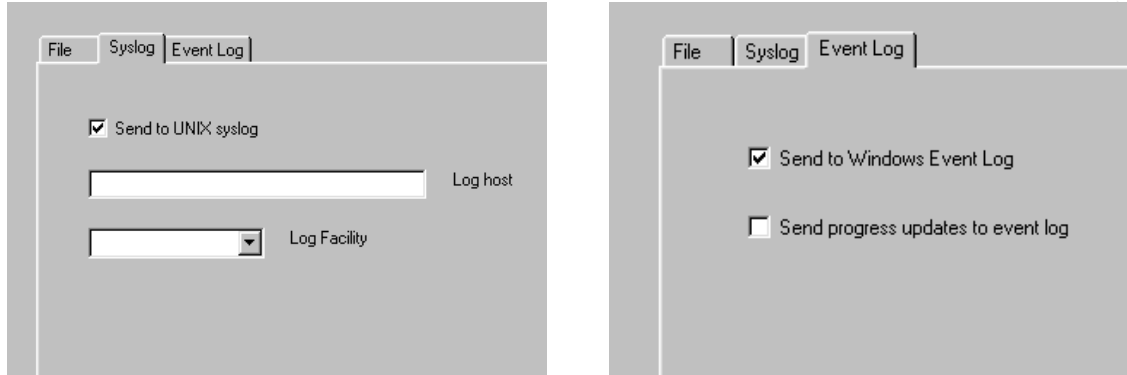 File Syslog Event Log
Send to UNIX syslog
Log host
Log Facility
File Syslog Event Log
Send to Windows Event Log
Send progress updates to event log